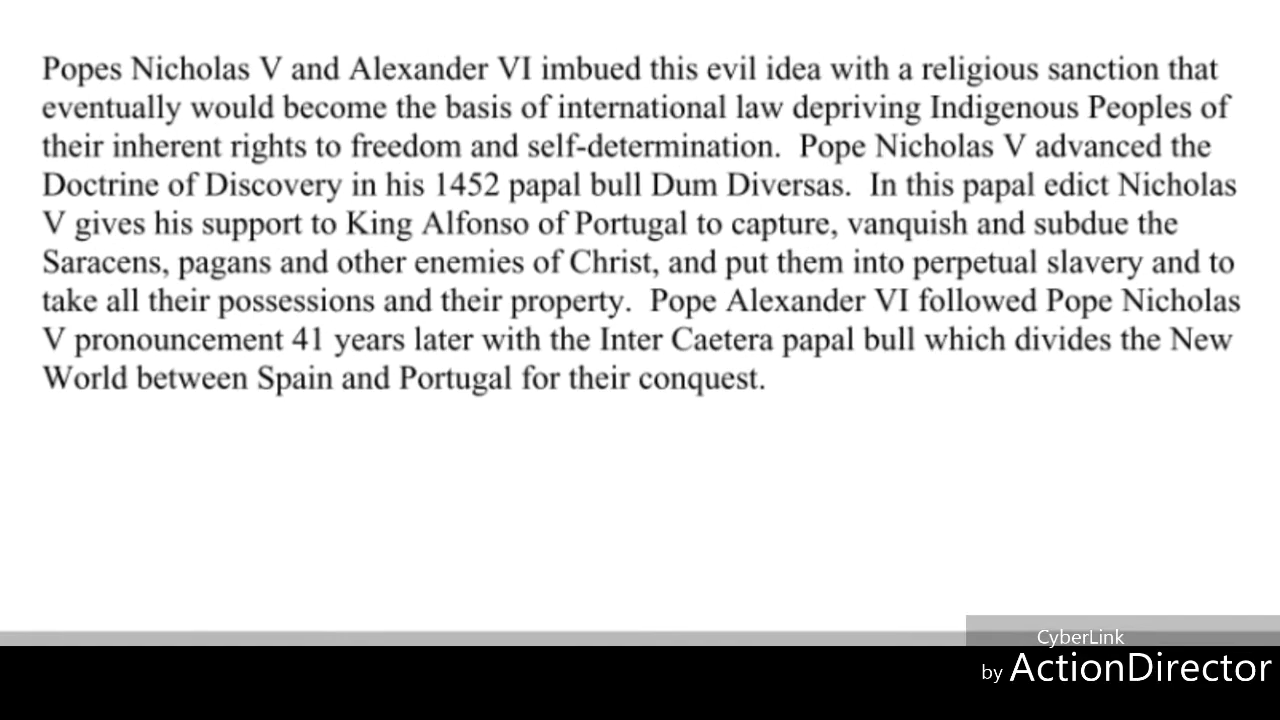 Popes Nicholas V and Alexander VI imbued this evil idea with a religious sanction that
eventually would become the basis of international law depriving Indigenous Peoples of
their inherent rights to freedom and self-determination.  Pope Nicholas V advanced the
Doctrine of Discovery in his 1452 papal bull Dum Diversas.  In this papal edict Nicholas
V gives his support to King Alfonso of Portugal to capture, vanquish and subdue the
Saracens, pagans and other enemies of Christ, and put them into perpetual slavery and to
take all their possessions and their property.  Pope Alexander VI followed Pope Nicholas
V pronouncement 41 years later with the Inter Caetera papal bull which divides the New
World between Spain and Portugal for their conquest.
CyberLink
by ActionDirector